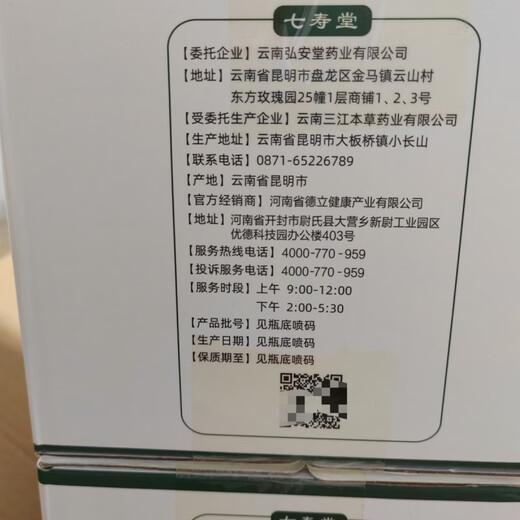 七寿堂
【委托企业】云南弘安堂药业有限公司
【地址】云南省昆明市盘龙区金马镇云山村
东方玫瑰园25幢1层商铺1、2、3号
【受委托生产企业】云南三江本草药业有限公司
【生产地址】云南省昆明市大板桥镇小长山
【联系电话】0871-65226789
【产地】云南省昆明市
【官方经销商】河南省德立健康产业有限公司
【地址】河南省开封市尉氏县大营乡新尉工业园区
优德科技园办公楼403号
【服务热线电话】4000-770-959
【投诉服务电话】4000-770-959
【服务时段】上午 9:00-12:00
下午 2:00-5:30
【产品批号】见瓶底喷码
【生产日期】见瓶底喷码
【保质期至】见瓶底喷码
七寿堂